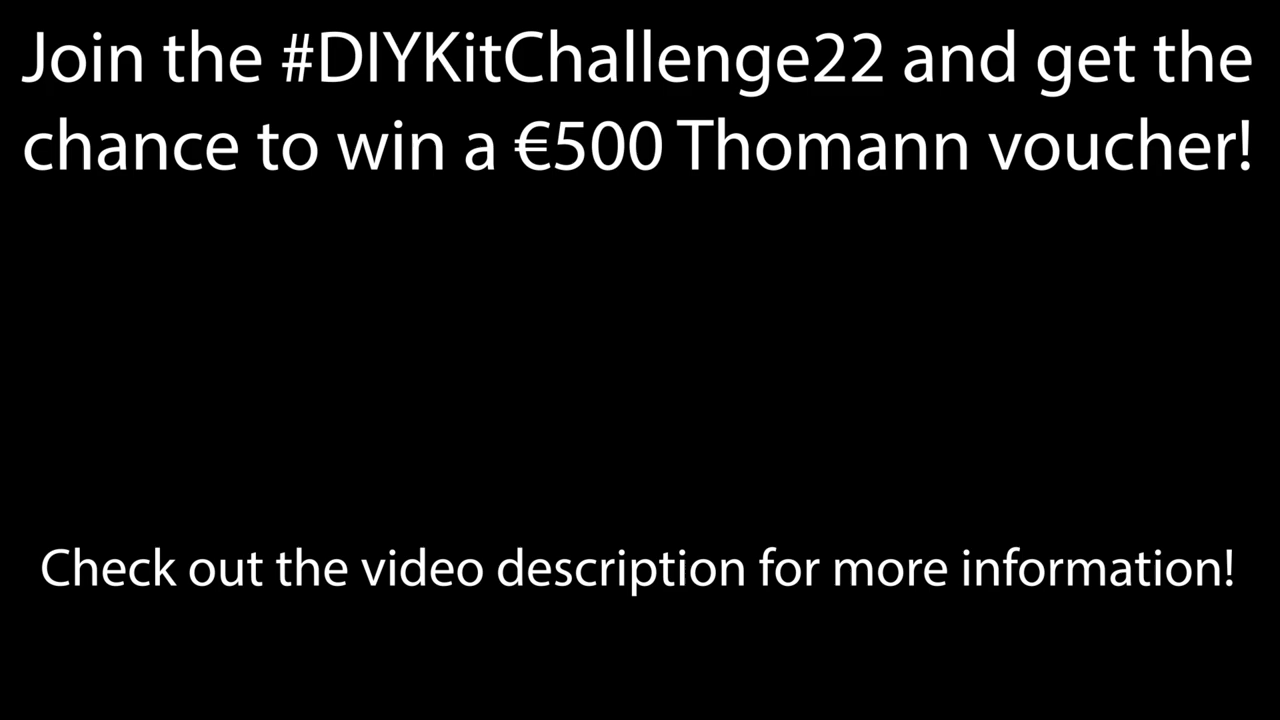 Join the #DIYKitChallenge22 and get the
chance to win a €500 Thomann voucher!
Check out the video description for more information!